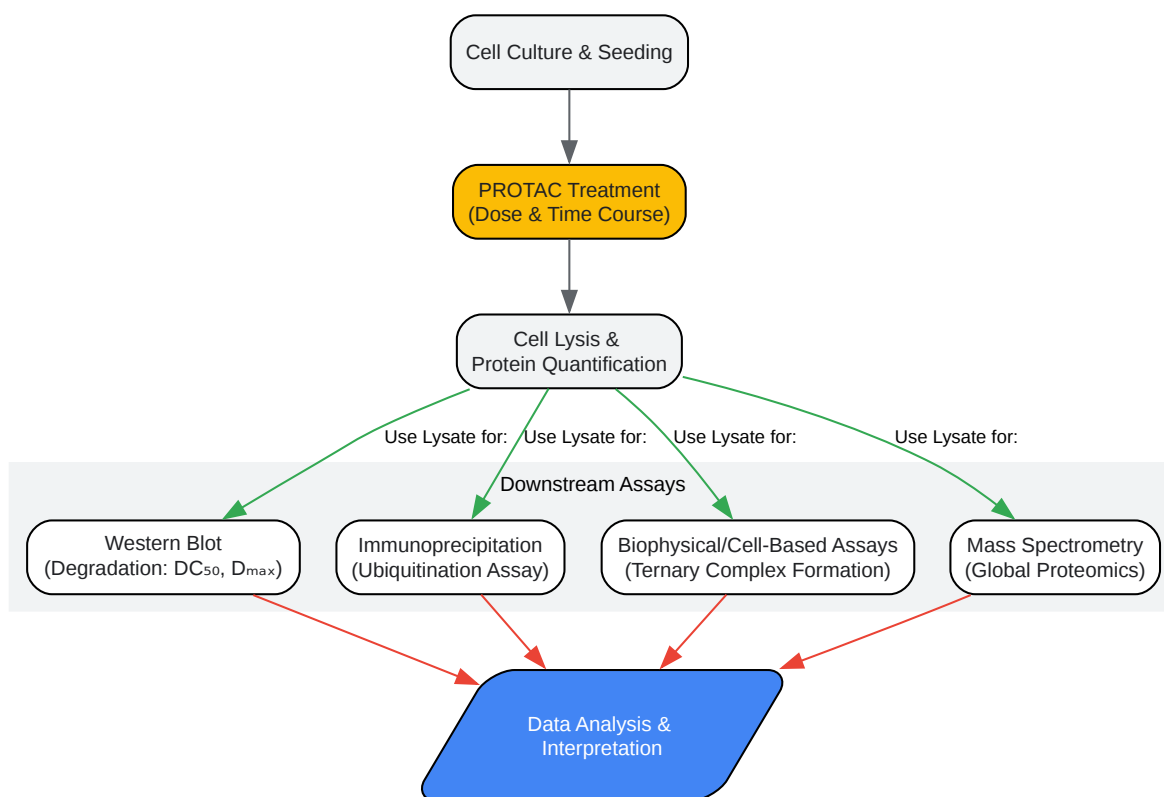 Cell Culture & Seeding
PROTAC Treatment
(Dose & Time Course)
Cell Lysis &
Protein Quantification
Use Lysate for:
Use Lysate for:
Use Lysate for:
Use Lysate for:
Downstream Assays
Western Blot
(Degradation: DC₅₀, Dₘₐₓ)
Immunoprecipitation
(Ubiquitination Assay)
Biophysical/Cell-Based Assays
(Ternary Complex Formation)
Mass Spectrometry
(Global Proteomics)
Data Analysis &
Interpretation